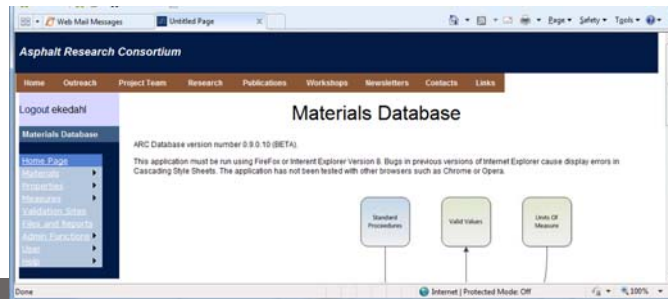 Web Mail Messages
Untitled Page
X
Page
Safety
Tools
Asphalt Research Consortium
Home Outreach Project Team Research Publications Workshops Newsletters Contacts Links
Logout ekedahl
Materials Database
Materials Database
ARC Database version number 0.9.0.10 (BETA).
This application must be run using FireFox or Interent Explorer Version 8. Bugs in previous versions of Internet Explorer cause display errors in
Cascading Style Sheets. The application has not been tested with other browsers such as Chrome or Opera.
Home Page
Materials
Properties
Measures
Validation Sites
Files and Reports
Admin Functions
User
Help
Standard
Proceedures
Valid Values
Units Of
Measure
Done
Internet | Protected Mode: Off
100%